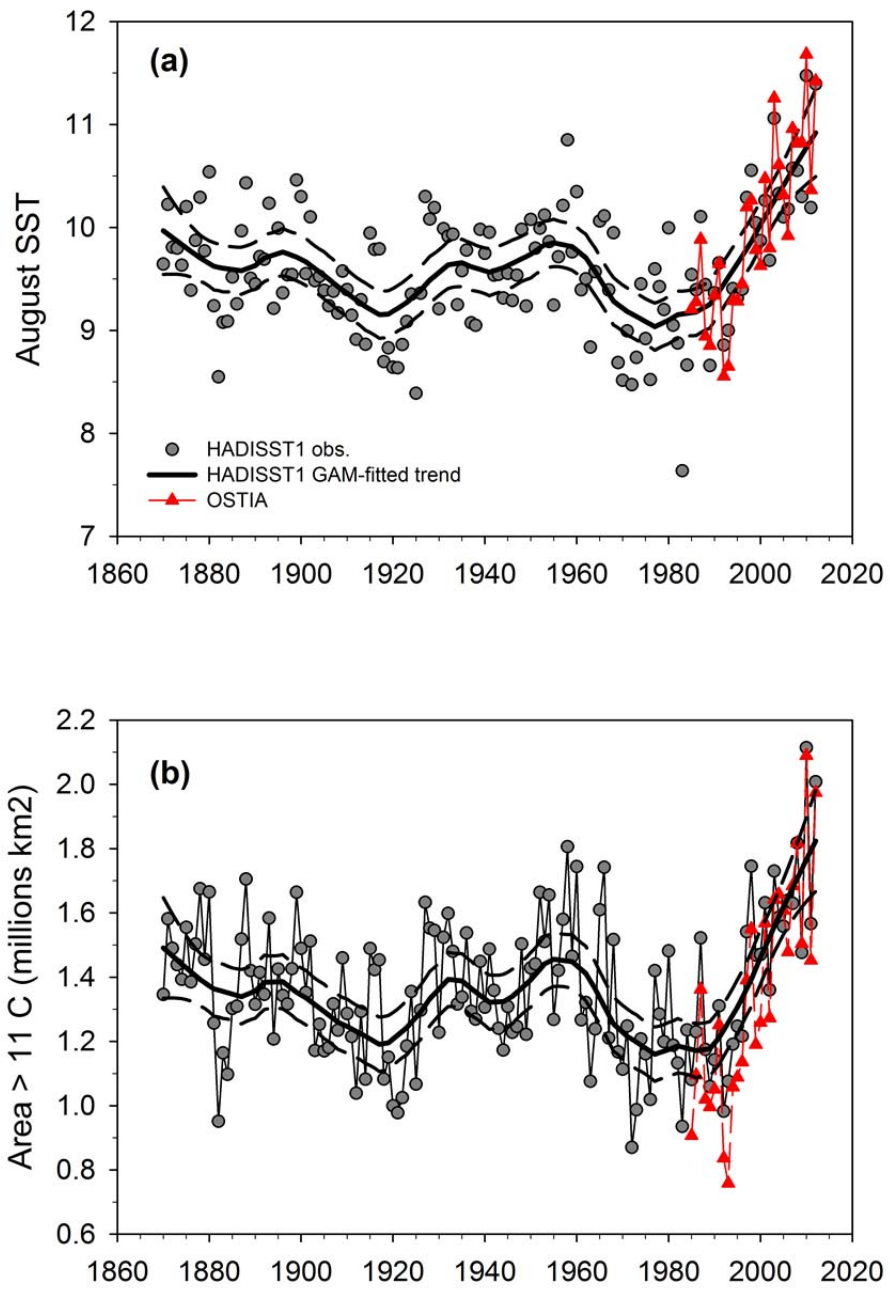 (a)
August SST
12
11
10
9
8
7
HADISST1 obs.
HADISST1 GAM-fitted trend
OSTIA
1860 1880 1900 1920 1940 1960 1980 2000 2020
(b)
Area > 11 C (millions km2)
2.2
2.0
1.8
1.6
1.4
1.2
1.0
0.8
0.6
1860 1880 1900 1920 1940 1960 1980 2000 2020